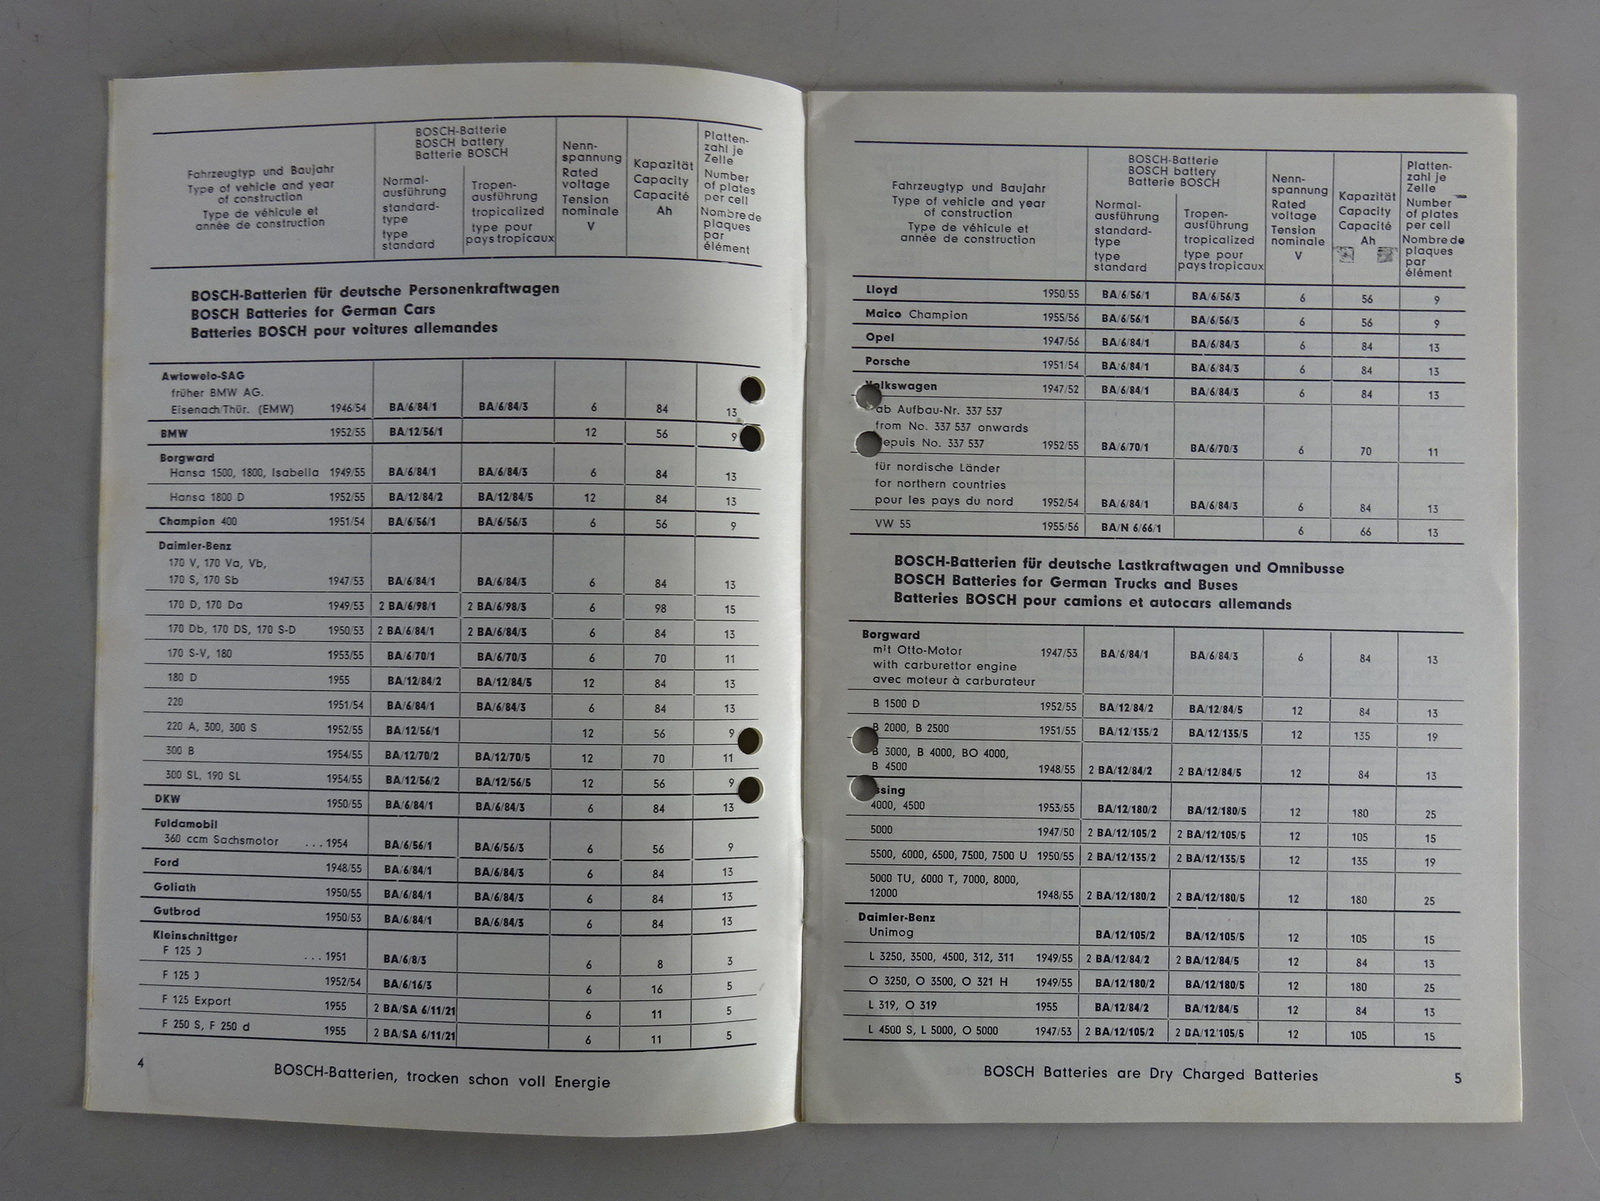 Fahrzeugtyp und Baujahr
Type of vehicle and year
of construction
Type de véhicule et
année de construction
BOSCH-Batterie
BOSCH battery
Batterie BOSCH
Normal-
ausführung
standard-
type
type
standard
Tropen-
ausführung
tropicalized
type pour
pays tropicaux
Nenn-
spannung
Rated
voltage
Tension
nominale
V
Kapazität
Capacity
Capacité
Ah
Platten-
zahl je
Zelle
Number
of plates
per cell
Nombre de
plaques
par
élément
BOSCH-Batterien für deutsche Personenkraftwagen
BOSCH Batteries for German Cars
Batteries BOSCH pour voitures allemandes
Awtowelo-SAG
früher BMW AG.
Eisenach/Thür. (EMW) 1946/54 BA/6/84/1 BA/6/84/3 6 84 13
BMW 1952/55 BA/12/56/1 12 56 9
Borgward
Hansa 1500, 1800, Isabella 1949/55 BA/6/84/1 BA/6/84/3 6 84 13
Hansa 1800 D 1952/55 BA/12/84/2 BA/12/84/5 12 84 13
Champion 400 1951/54 BA/6/56/1 BA/6/56/3 6 56 9
Daimler-Benz
170 V, 170 Va, Vb,
170 S, 170 Sb 1947/53 BA/6/84/1 BA/6/84/3 6 84 13
170 D, 170 Da 1949/53 2 BA/6/98/1 2 BA/6/98/3 6 98 15
170 Db, 170 DS, 170 S-D 1950/53 2 BA/6/84/1 2 BA/6/84/3 6 84 13
170 S-V, 180 1953/55 BA/6/70/1 BA/6/70/3 6 70 11
180 D 1955 BA/12/84/2 BA/12/84/5 12 84 13
220 1951/54 BA/6/84/1 BA/6/84/3 6 84 13
220 A, 300, 300 S 1952/55 BA/12/56/1 12 56 9
300 B 1954/55 BA/12/70/2 BA/12/70/5 12 70 11
300 SL, 190 SL 1954/55 BA/12/56/2 BA/12/56/5 12 56 9
DKW 1950/55 BA/6/84/1 BA/6/84/3 6 84 13
Fuldamobil
360 ccm Sachsmotor ... 1954 BA/6/56/1 BA/6/56/3 6 56 9
Ford 1948/55 BA/6/84/1 BA/6/84/3 6 84 13
Goliath 1950/55 BA/6/84/1 BA/6/84/3 6 84 13
Gutbrod 1950/53 BA/6/84/1 BA/6/84/3 6 84 13
Kleinschnittger
F 125 J ... 1951 BA/6/8/3 6 8 3
F 125 J 1952/54 BA/6/16/3 6 16 5
F 125 Export 1955 2 BA/SA 6/11/21 6 11 5
F 250 S, F 250 d 1955 2 BA/SA 6/11/21 6 11 5
4
BOSCH-Batterien, trocken schon voll Energie
Fahrzeugtyp und Baujahr
Type of vehicle and year
of construction
Type de véhicule et
année de construction
BOSCH-Batterie
BOSCH battery
Batterie BOSCH
Normal-
ausführung
standard-
type
type
standard
Tropen-
ausführung
tropicalized
type pour
pays tropicaux
Nenn-
spannung
Rated
voltage
Tension
nominale
V
Kapazität
Capacity
Capacité
Ah
Platten-
zahl je
Zelle
Number
of plates
per cell
Nombre de
plaques
par
élément
Lloyd 1950/55 BA/6/56/1 BA/6/56/3 6 56 9
Maico Champion 1955/56 BA/6/56/1 BA/6/56/3 6 56 9
Opel 1947/56 BA/6/84/1 BA/6/84/3 6 84 13
Porsche 1951/54 BA/6/84/1 BA/6/84/3 6 84 13
Volkswagen 1947/52 BA/6/84/1 BA/6/84/3 6 84 13
ab Aufbau-Nr. 337 537
from No. 337 537 onwards
depuis No. 337 537 1952/55 BA/6/70/1 BA/6/70/3 6 70 11
für nordische Länder
for northern countries
pour les pays du nord 1952/54 BA/6/84/1 BA/6/84/3 6 84 13
VW 55 1955/56 BA/N 6/66/1 6 66 13
BOSCH-Batterien für deutsche Lastkraftwagen und Omnibusse
BOSCH Batteries for German Trucks and Buses
Batteries BOSCH pour camions et autocars allemands
Borgward
mit Otto-Motor 1947/53 BA/6/84/1 BA/6/84/3 6 84 13
with carburettor engine
avec moteur à carburateur
B 1500 D 1952/55 BA/12/84/2 BA/12/84/5 12 84 13
B 2000, B 2500 1951/55 BA/12/135/2 BA/12/135/5 12 135 19
B 3000, B 4000, BO 4000,
B 4500 1948/55 2 BA/12/84/2 2 BA/12/84/5 12 84 13
ssing
4000, 4500 1953/55 BA/12/180/2 BA/12/180/5 12 180 25
5000 1947/50 2 BA/12/105/2 2 BA/12/105/5 12 105 15
5500, 6000, 6500, 7500, 7500 U 1950/55 2 BA/12/135/2 2 BA/12/135/5 12 135 19
5000 TU, 6000 T, 7000, 8000,
12000 1948/55 2 BA/12/180/2 2 BA/12/180/5 12 180 25
Daimler-Benz
Unimog BA/12/105/2 BA/12/105/5 12 105 15
L 3250, 3500, 4500, 312, 311 1949/55 2 BA/12/84/2 2 BA/12/84/5 12 84 13
O 3250, O 3500, O 321 H 1949/55 BA/12/180/2 BA/12/180/5 12 180 25
L 319, O 319 1955 BA/12/84/2 BA/12/84/5 12 84 13
L 4500 S, L 5000, O 5000 1947/53 2 BA/12/105/2 2 BA/12/105/5 12 105 15
BOSCH Batteries are Dry Charged Batteries
5